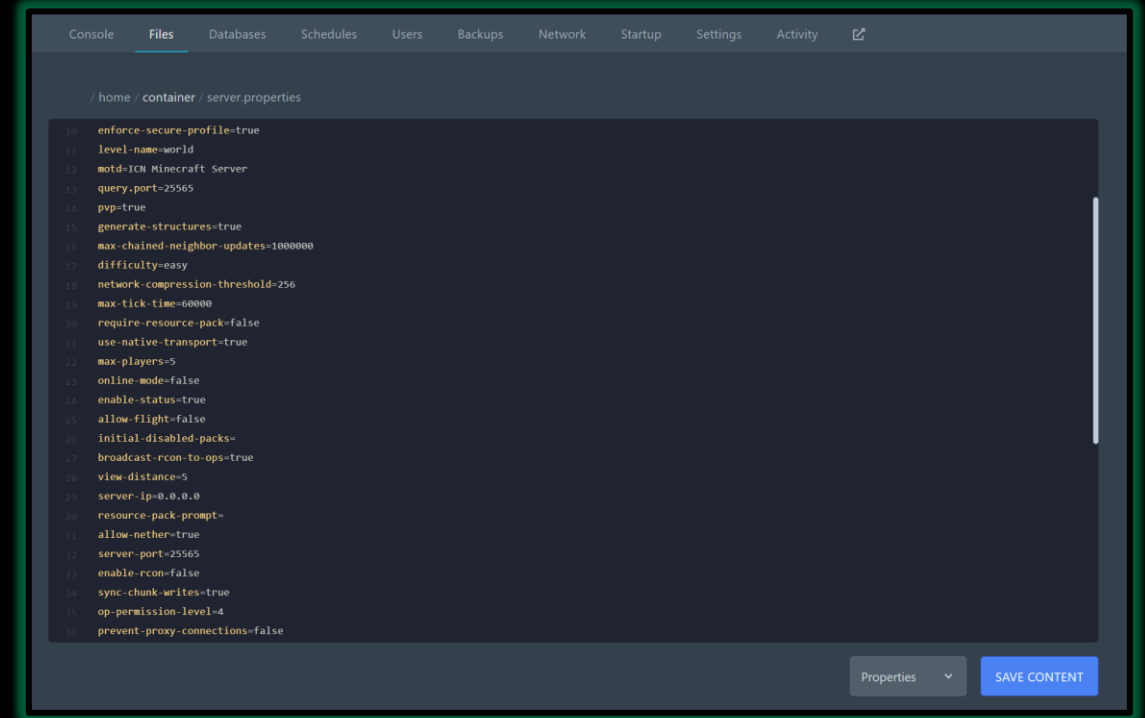 Console Files Databases Schedules Users Backups Network Startup Settings Activity
/ home / container / server.properties
10 enforce-secure-profile=true
11 level-name=world
12 motd=ICN Minecraft Server
13 query.port=25565
14 pvp=true
15 generate-structures=true
16 max-chained-neighbor-updates=1000000
17 difficulty=easy
18 network-compression-threshold=256
19 max-tick-time=60000
20 require-resource-pack=false
21 use-native-transport=true
22 max-players=5
23 online-mode=false
24 enable-status=true
25 allow-flight=false
26 initial-disabled-packs=
27 broadcast-rcon-to-ops=true
28 view-distance=5
29 server-ip=0.0.0.0
30 resource-pack-prompt=
31 allow-nether=true
32 server-port=25565
33 enable-rcon=false
34 sync-chunk-writes=true
35 op-permission-level=4
36 prevent-proxy-connections=false
Properties SAVE CONTENT